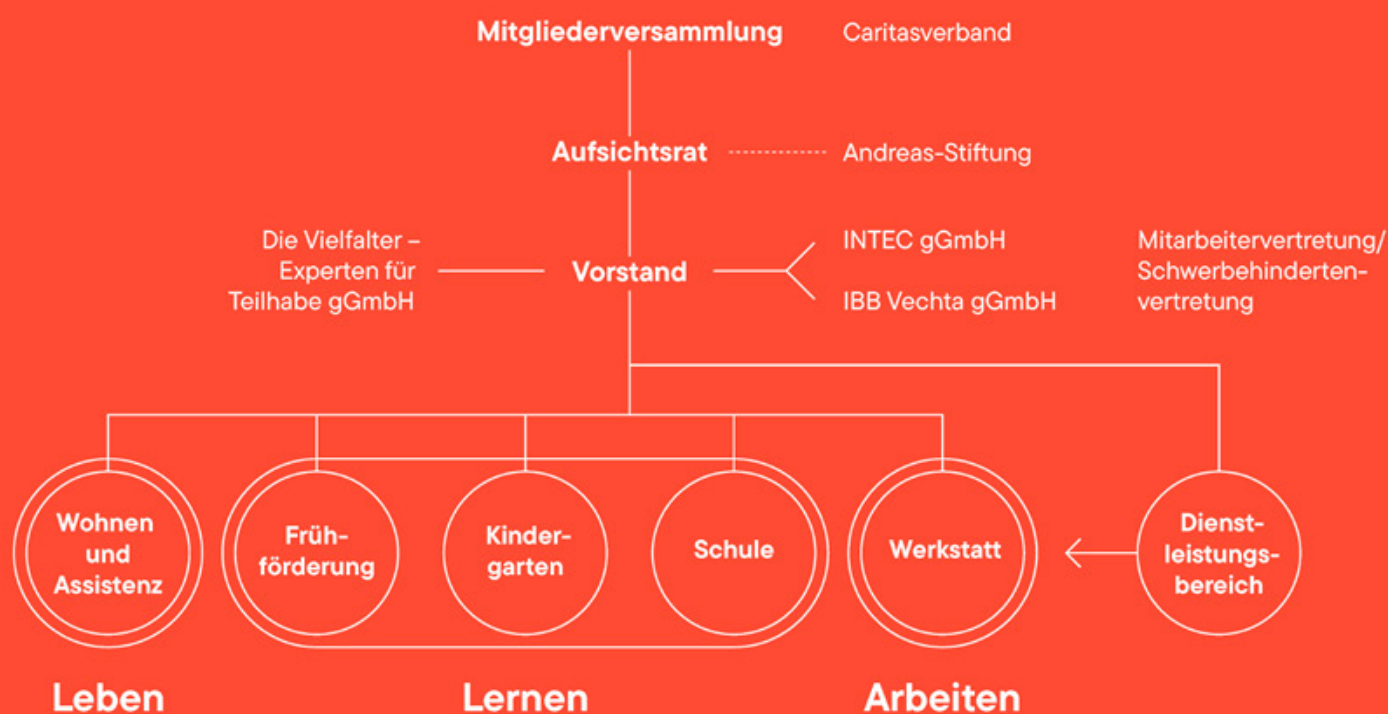 Mitgliederversammlung
Caritasverband
Aufsichtsrat
Andreas-Stiftung
Die Vielfalter –
Experten für
Teilhabe gGmbH
Vorstand
INTEC gGmbH
IBB Vechta gGmbH
Mitarbeitervertretung/
Schwerbehinderten-
vertretung
Wohnen
und
Assistenz
Früh-
förderung
Kinder-
garten
Schule
Werkstatt
Dienst-
leistungs-
bereich
Leben
Lernen
Arbeiten